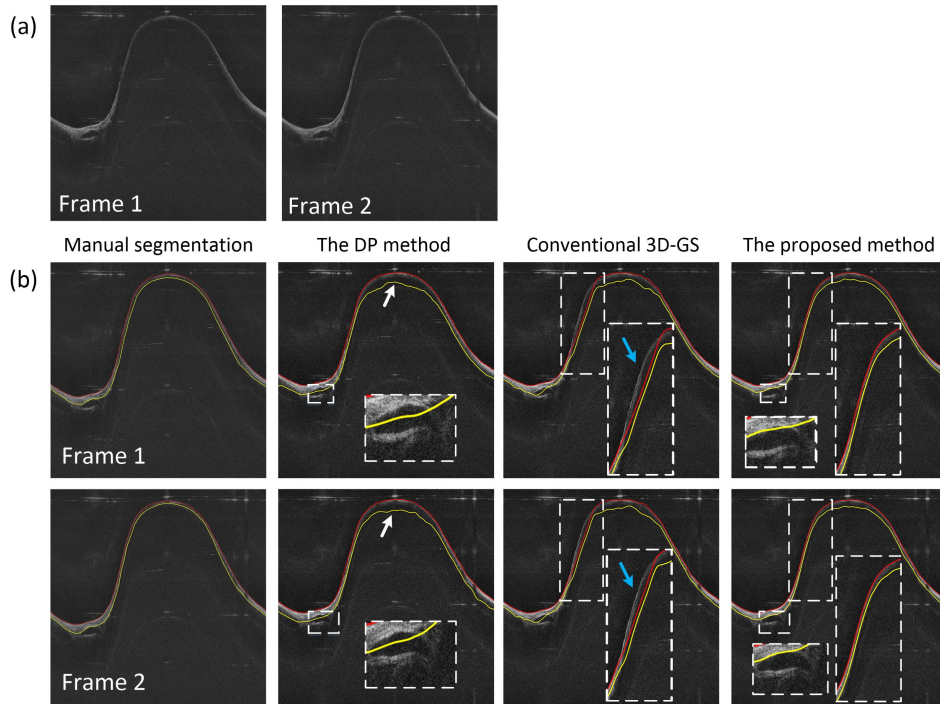 (a)
Frame 1
Frame 2
Manual segmentation
The DP method
Conventional 3D-GS
The proposed method
(b)
Frame 1
Frame 2